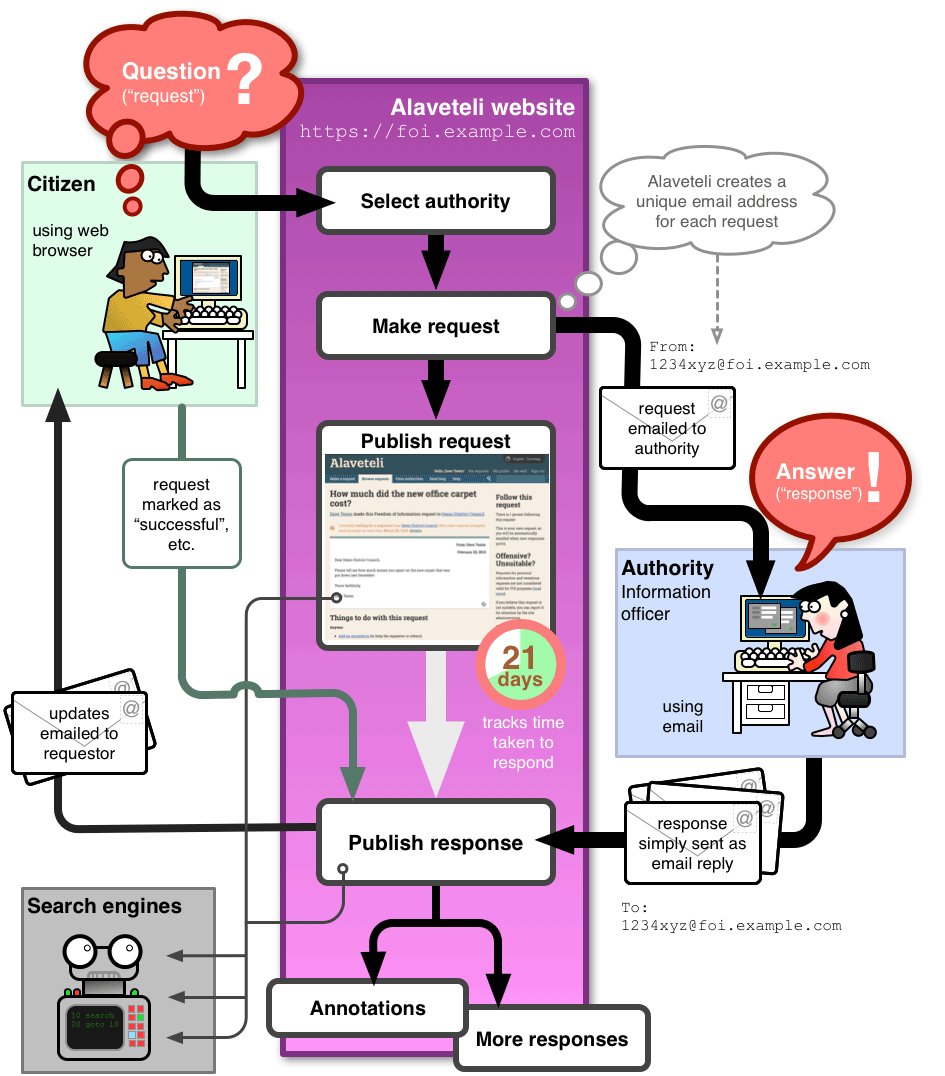 Question
(“request”)
?
Alaveteli website
https://foi.example.com
Citizen
using web
browser
Select authority
Alaveteli creates a
unique email address
for each request
Make request
From:
1234xyz@foi.example.com
@
request
emailed to
authority
Publish request
Alaveteli
How much did the new office carpet
cost?
Follow this
request
Offensive?
Unsuitable?
Things to do with this request
request
marked as
“successful”,
etc.
Answer
(“response”)
!
Authority
Information
officer
using
email
21
days
tracks time
taken to
respond
@
@
updates
emailed to
requestor
Publish response
@
@
@
response
simply sent as
email reply
To:
1234xyz@foi.example.com
Search engines
10 search
20 goto 10
Annotations
More responses